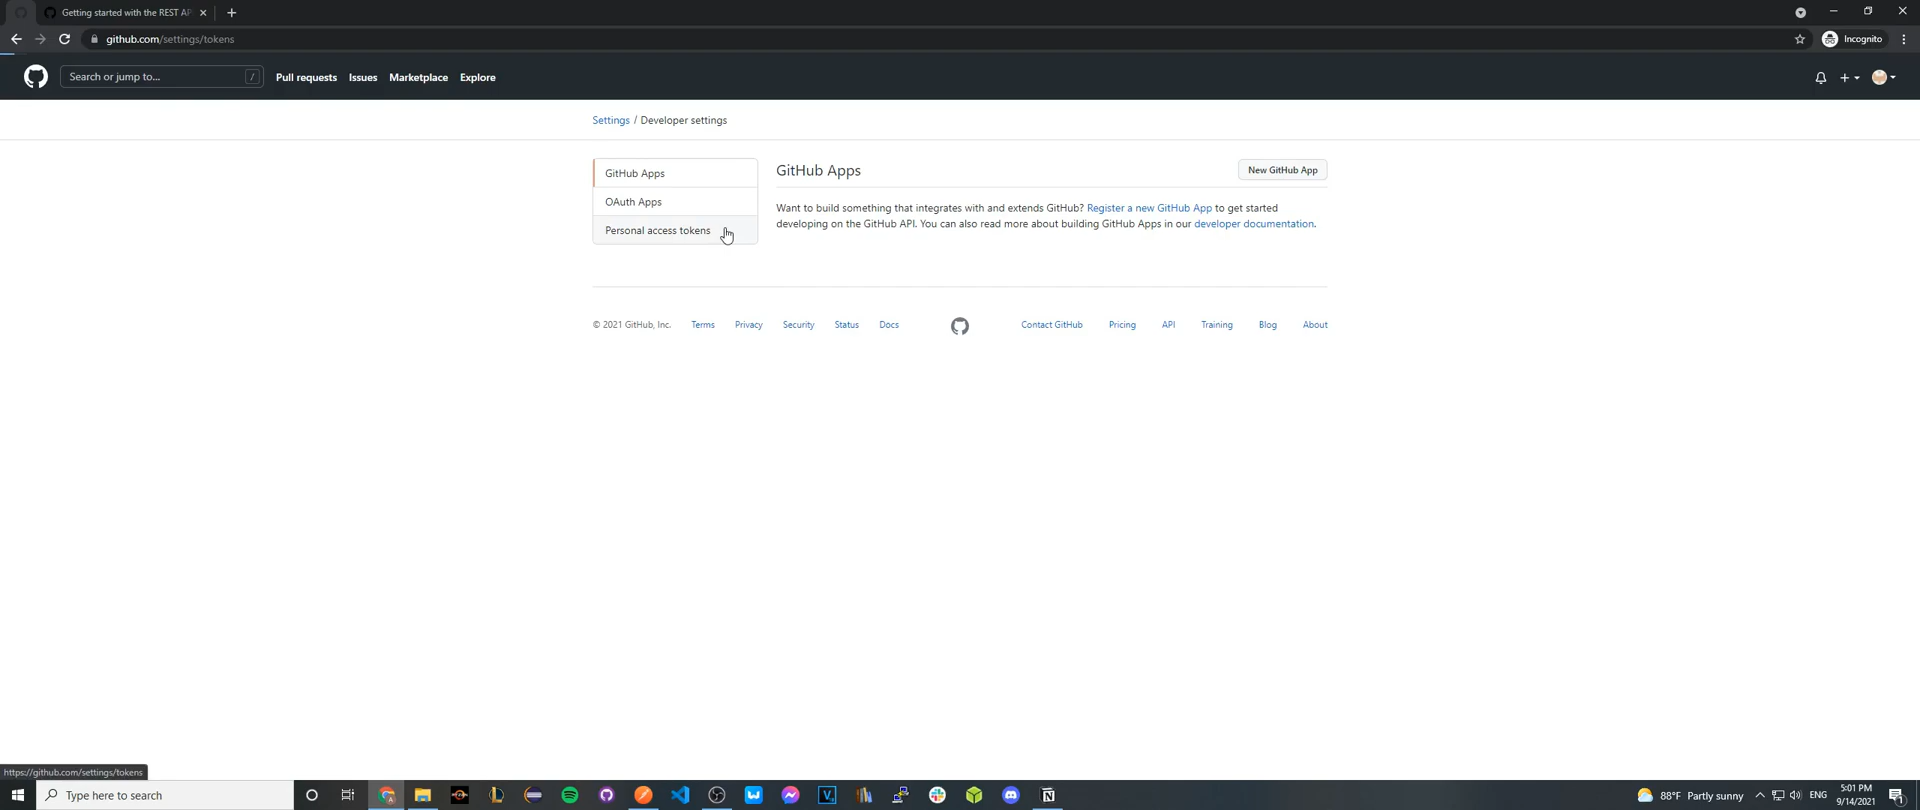 Getting started with the REST AP
github.com/settings/tokens
Incognito
Search or jump to...
/
Pull requests
Issues
Marketplace
Explore
Settings / Developer settings
GitHub Apps
OAuth Apps
Personal access tokens
GitHub Apps
New GitHub App
Want to build something that integrates with and extends GitHub? Register a new GitHub App to get started
developing on the GitHub API. You can also read more about building GitHub Apps in our developer documentation.
© 2021 GitHub, Inc.
Terms
Privacy
Security
Status
Docs
Contact GitHub
Pricing
API
Training
Blog
About
https://github.com/settings/tokens
Type here to search
88°F Partly sunny
ENG
5:01 PM
9/14/2021